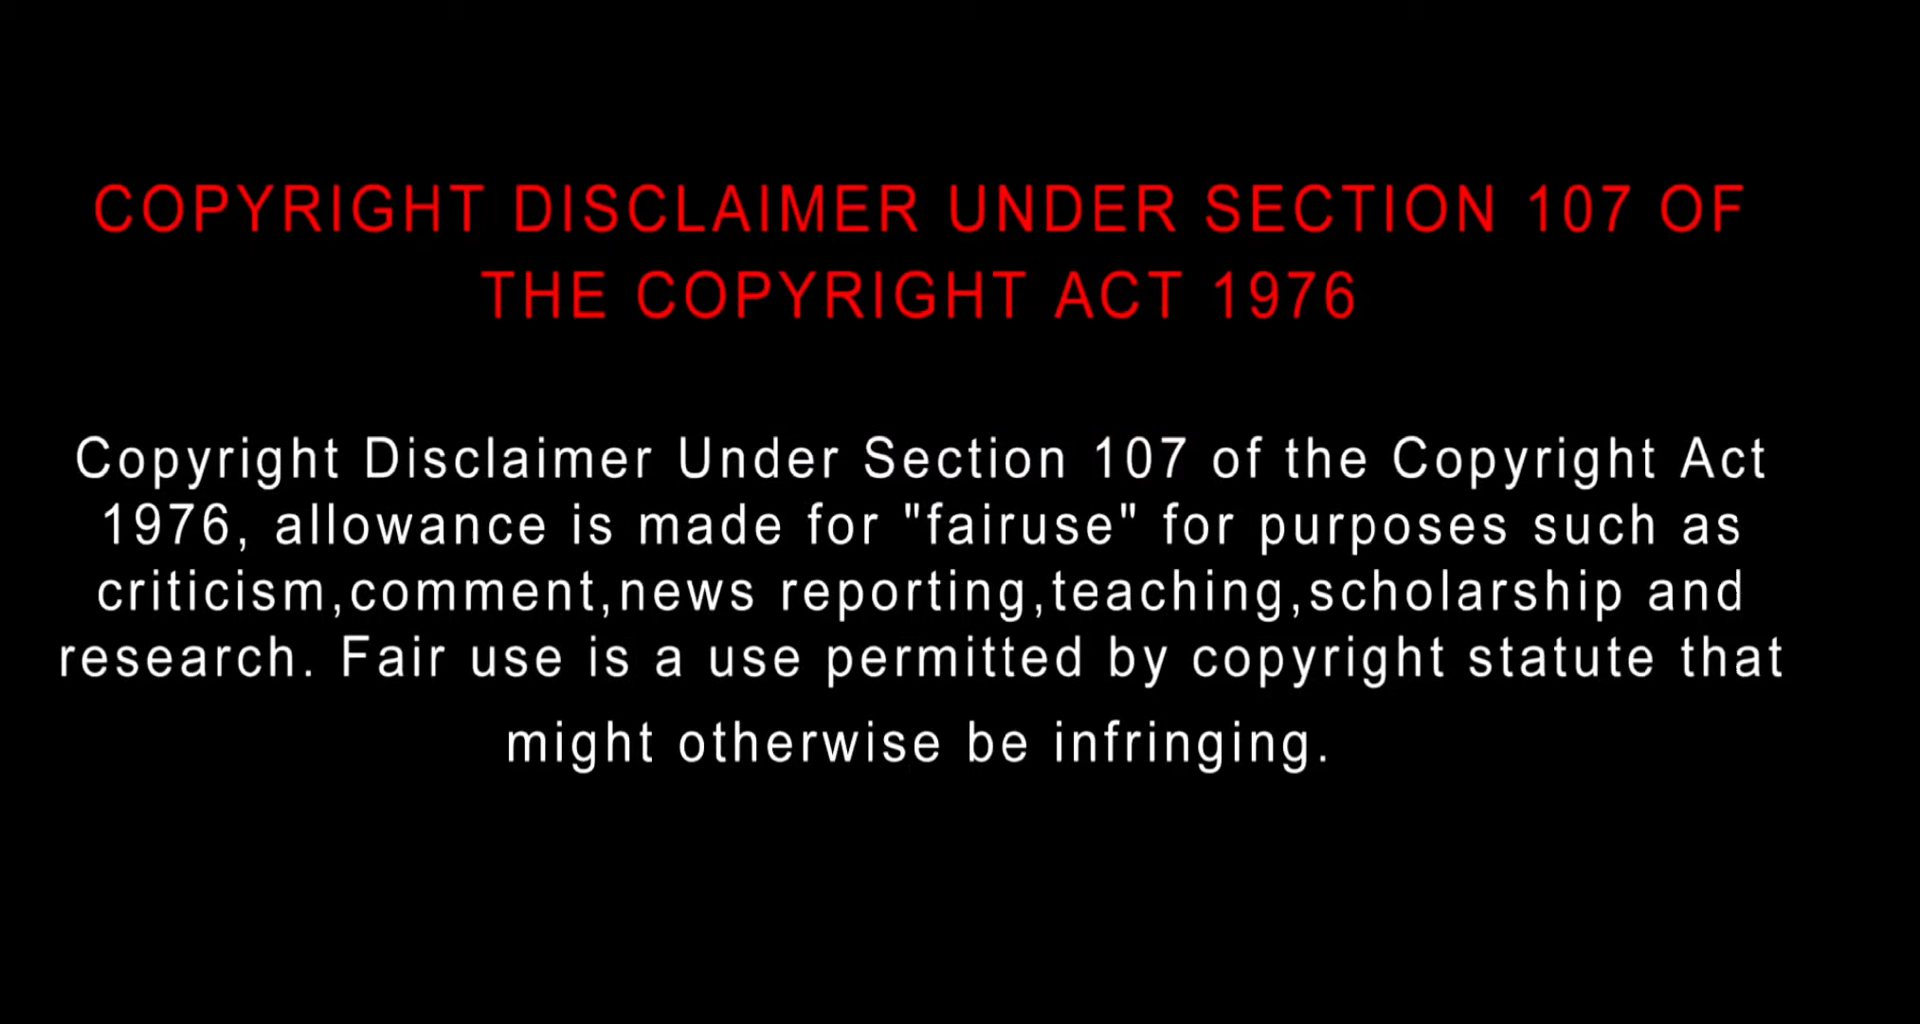 COPYRIGHT DISCLAIMER UNDER SECTION 107 OF
THE COPYRIGHT ACT 1976
Copyright Disclaimer Under Section 107 of the Copyright Act
1976, allowance is made for "fairuse" for purposes such as
criticism,comment,news reporting,teaching,scholarship and
research. Fair use is a use permitted by copyright statute that
might otherwise be infringing.